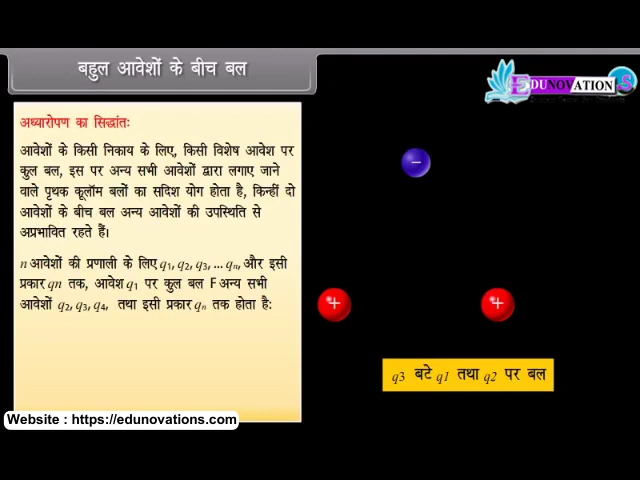 बहुल आवेशों के बीच बल
EDUNOVATION
अध्यारोपण का सिद्धांतः
आवेशों के किसी निकाय के लिए, किसी विशेष आवेश पर
कुल बल, इस पर अन्य सभी आवेशों द्वारा लगाए जाने
वाले पृथक कूलॉम बलों का सदिश योग होता है, किन्हीं दो
आवेशों के बीच बल अन्य आवेशों की उपस्थिति से
अप्रभावित रहते हैं।
n आवेशों की प्रणाली के लिए q₁, q₂, q₃, ... qₙ, और इसी
प्रकार qn तक, आवेश q₁ पर कुल बल F अन्य सभी
आवेशों q₂, q₃, q₄, तथा इसी प्रकार qₙ तक होता है:
−
+ +
q3 बटे q1 तथा q2 पर बल
Website : https://edunovations.com